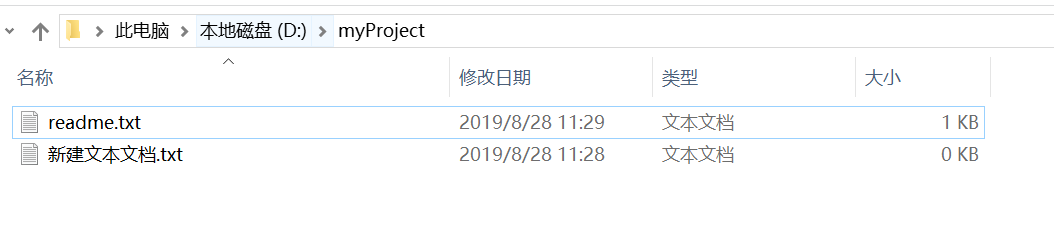 此电脑 本地磁盘 (D:) myProject
名称 修改日期 类型 大小
readme.txt 2019/8/28 11:29 文本文档 1 KB
新建文本文档.txt 2019/8/28 11:28 文本文档 0 KB